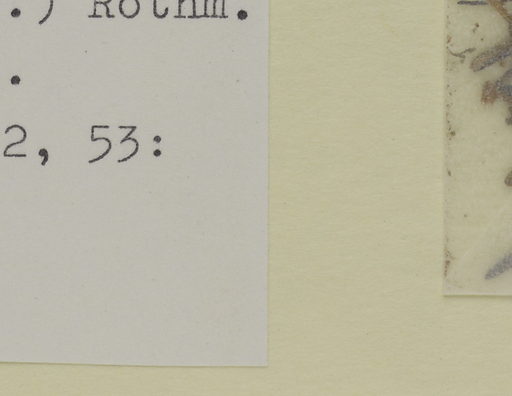 .) Rothm.
.
2, 53: